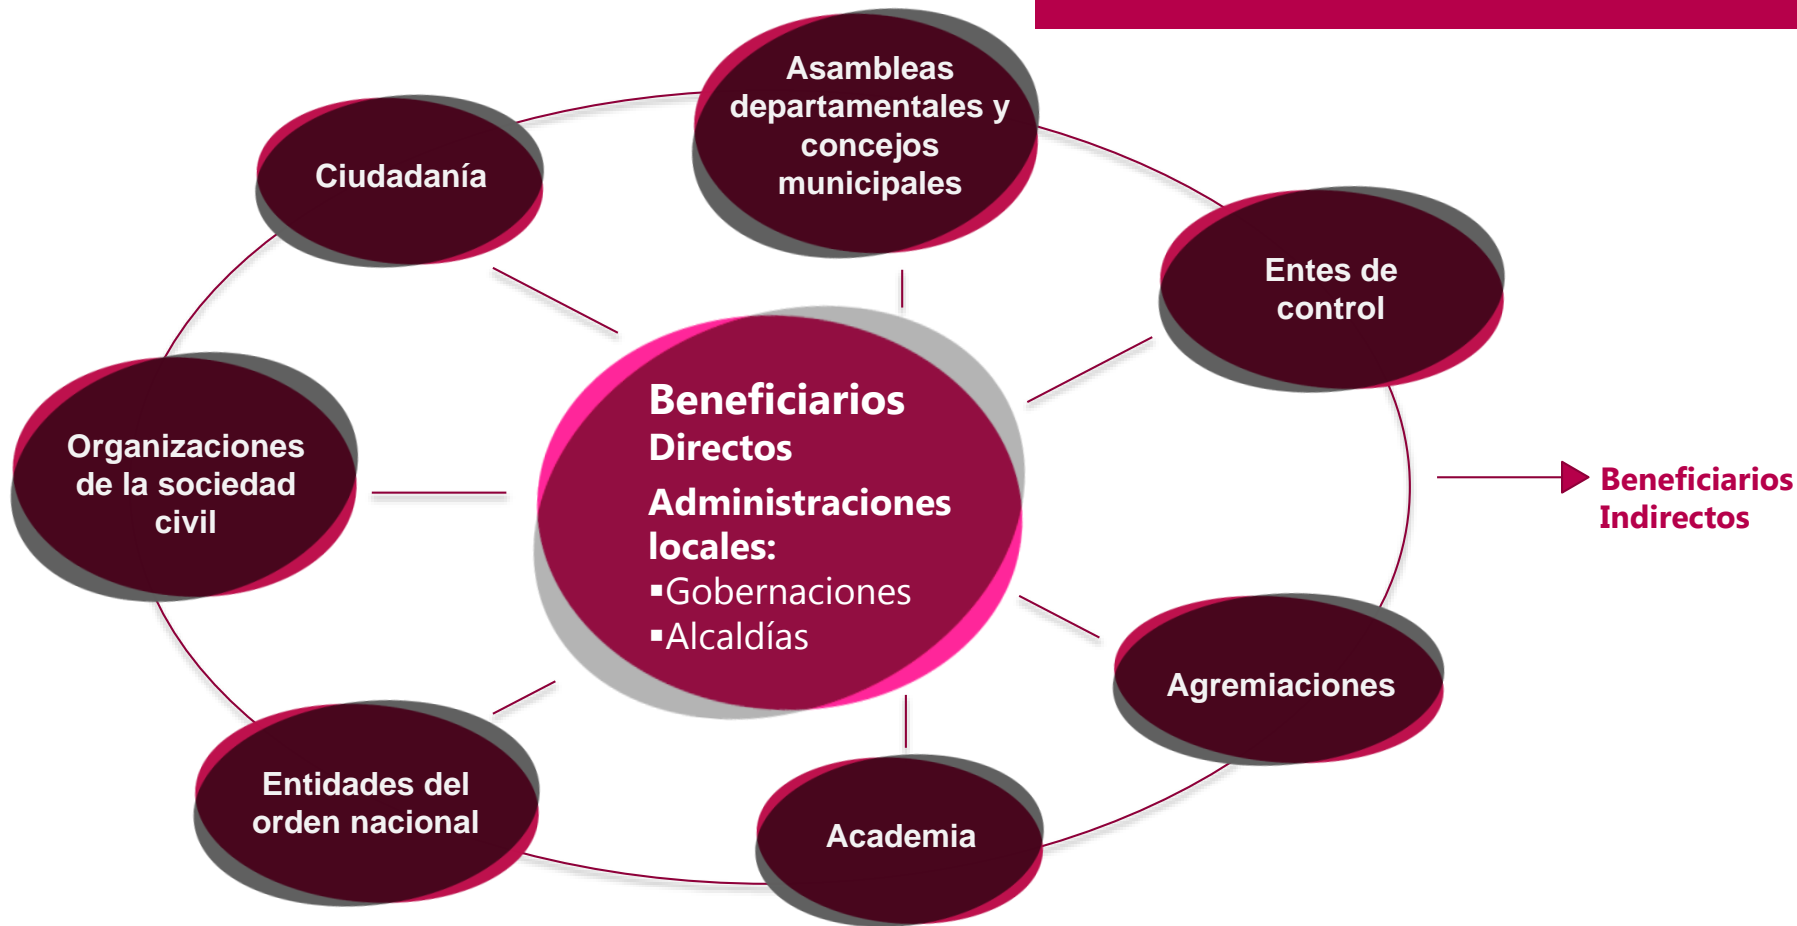 Asambleas
departamentales y
concejos
municipales
Ciudadanía
Entes de
control
Beneficiarios
Directos
Administraciones
locales:
▪Gobernaciones
▪Alcaldías
Organizaciones
de la sociedad
civil
Beneficiarios
Indirectos
Agremiaciones
Entidades del
orden nacional
Academia